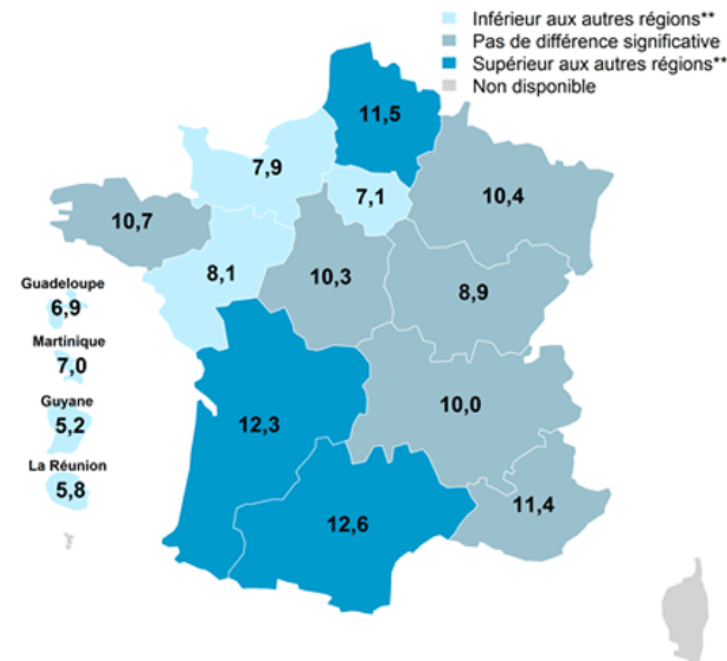 Inférieur aux autres régions**
Pas de différence significative
Supérieur aux autres régions**
Non disponible
11,5
7,9
7,1
10,4
10,7
8,1
10,3
8,9
Guadeloupe
6,9
Martinique
7,0
Guyane
5,2
La Réunion
5,8
10,0
12,3
11,4
12,6